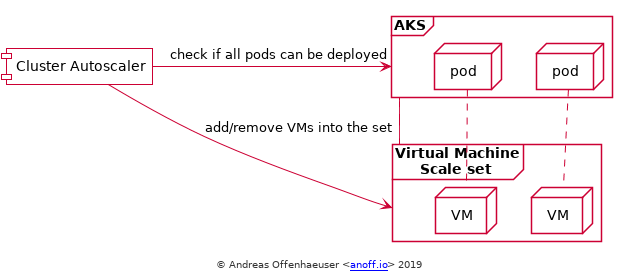 AKS
check if all pods can be deployed
Cluster Autoscaler
pod
pod
add/remove VMs into the set
Virtual Machine
Scale set
VM
VM
© Andreas Offenhaeuser <anoff.io> 2019